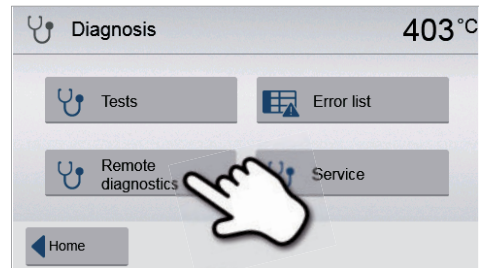 Diagnosis
403°C
Tests
Error list
Remote
diagnostics
Service
Home